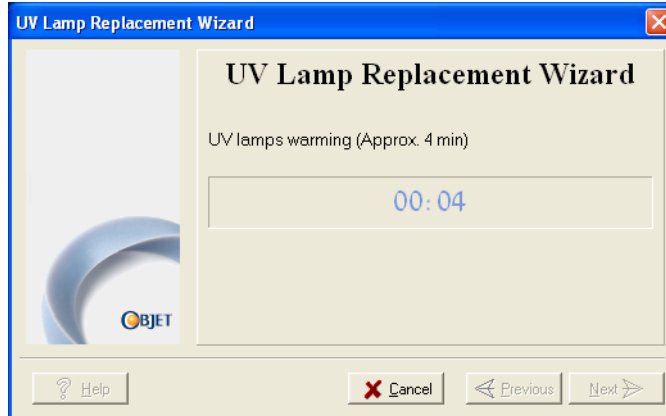 UV Lamp Replacement Wizard
UV Lamp Replacement Wizard
UV lamps warming (Approx. 4 min)
00:04
OBJET
Help
Cancel
Previous
Next